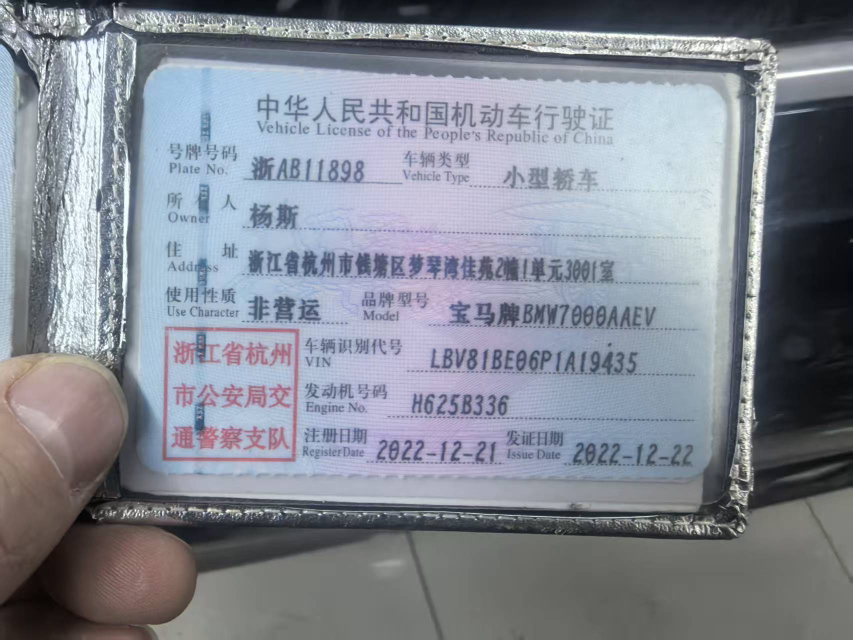 中华人民共和国机动车行驶证
Vehicle License of the People's Republic of China
号牌号码 Plate No. 浙AB11898 车辆类型 Vehicle Type 小型轿车
所有人 Owner 杨斯
住址 Address 浙江省杭州市钱塘区梦琴湾佳苑2幢1单元3001室
使用性质 Use Character 非营运 品牌型号 Model 宝马牌BMW7000AAEV
浙江省杭州
市公安局交
通警察支队
车辆识别代号 VIN LBV81BE06P1A19435
发动机号码 Engine No. H625B336
注册日期 Register Date 2022-12-21 发证日期 Issue Date 2022-12-22